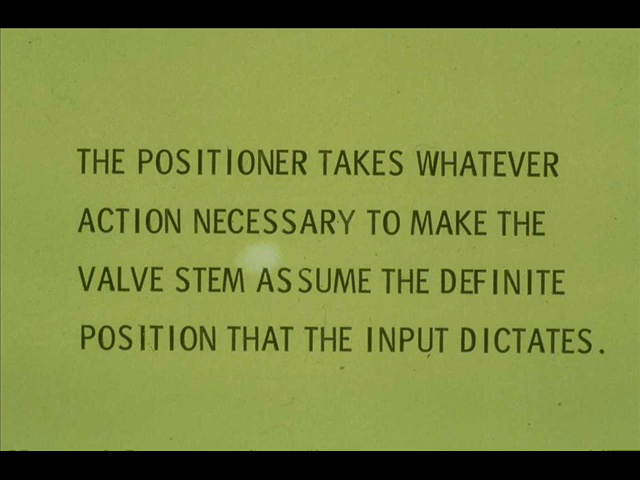 THE POSITIONER TAKES WHATEVER
ACTION NECESSARY TO MAKE THE
VALVE STEM ASSUME THE DEFINITE
POSITION THAT THE INPUT DICTATES.